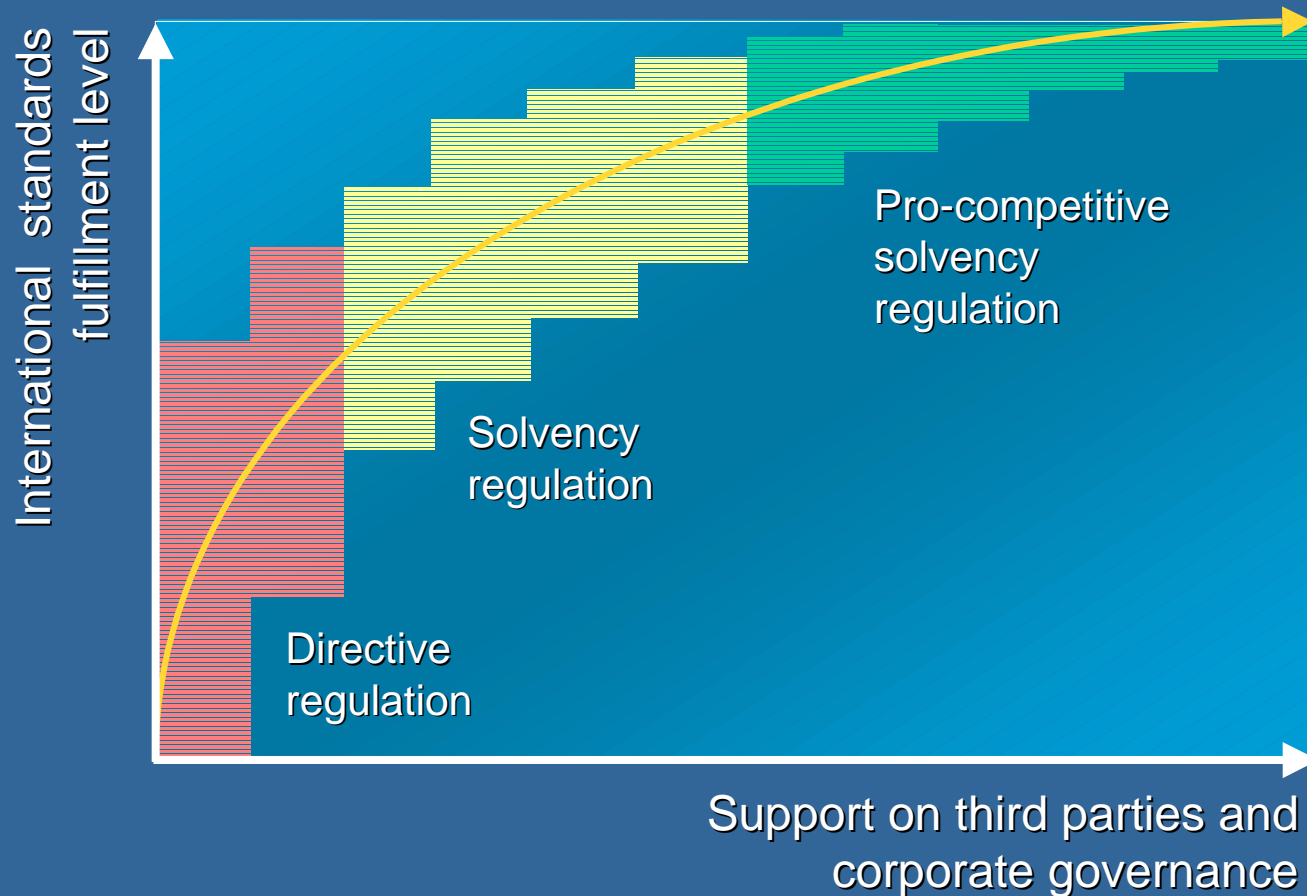 International standards
fulfillment level
Pro-competitive
solvency
regulation
Solvency
regulation
Directive
regulation
Support on third parties and
corporate governance